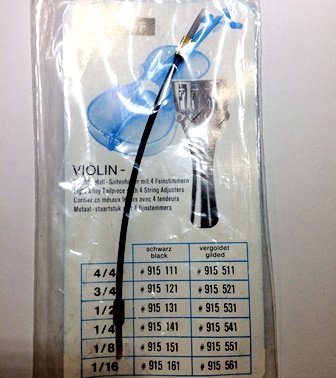 VIOLIN -
-Saitenhalter mit 4 Feinstimmern
Alloy Tailpiece with 4 String Adjusters
Cordier en métaux légers avec 4 tendeurs
Metaal-staartstuk met 4 fijnstemmers
schwarz vergoldet
black gilded
4/4 # 915 111 # 915 511
3/4 # 915 121 # 915 521
1/2 # 915 131 # 915 531
1/4 # 915 141 # 915 541
1/8 # 915 151 # 915 551
1/16 # 915 161 # 915 561